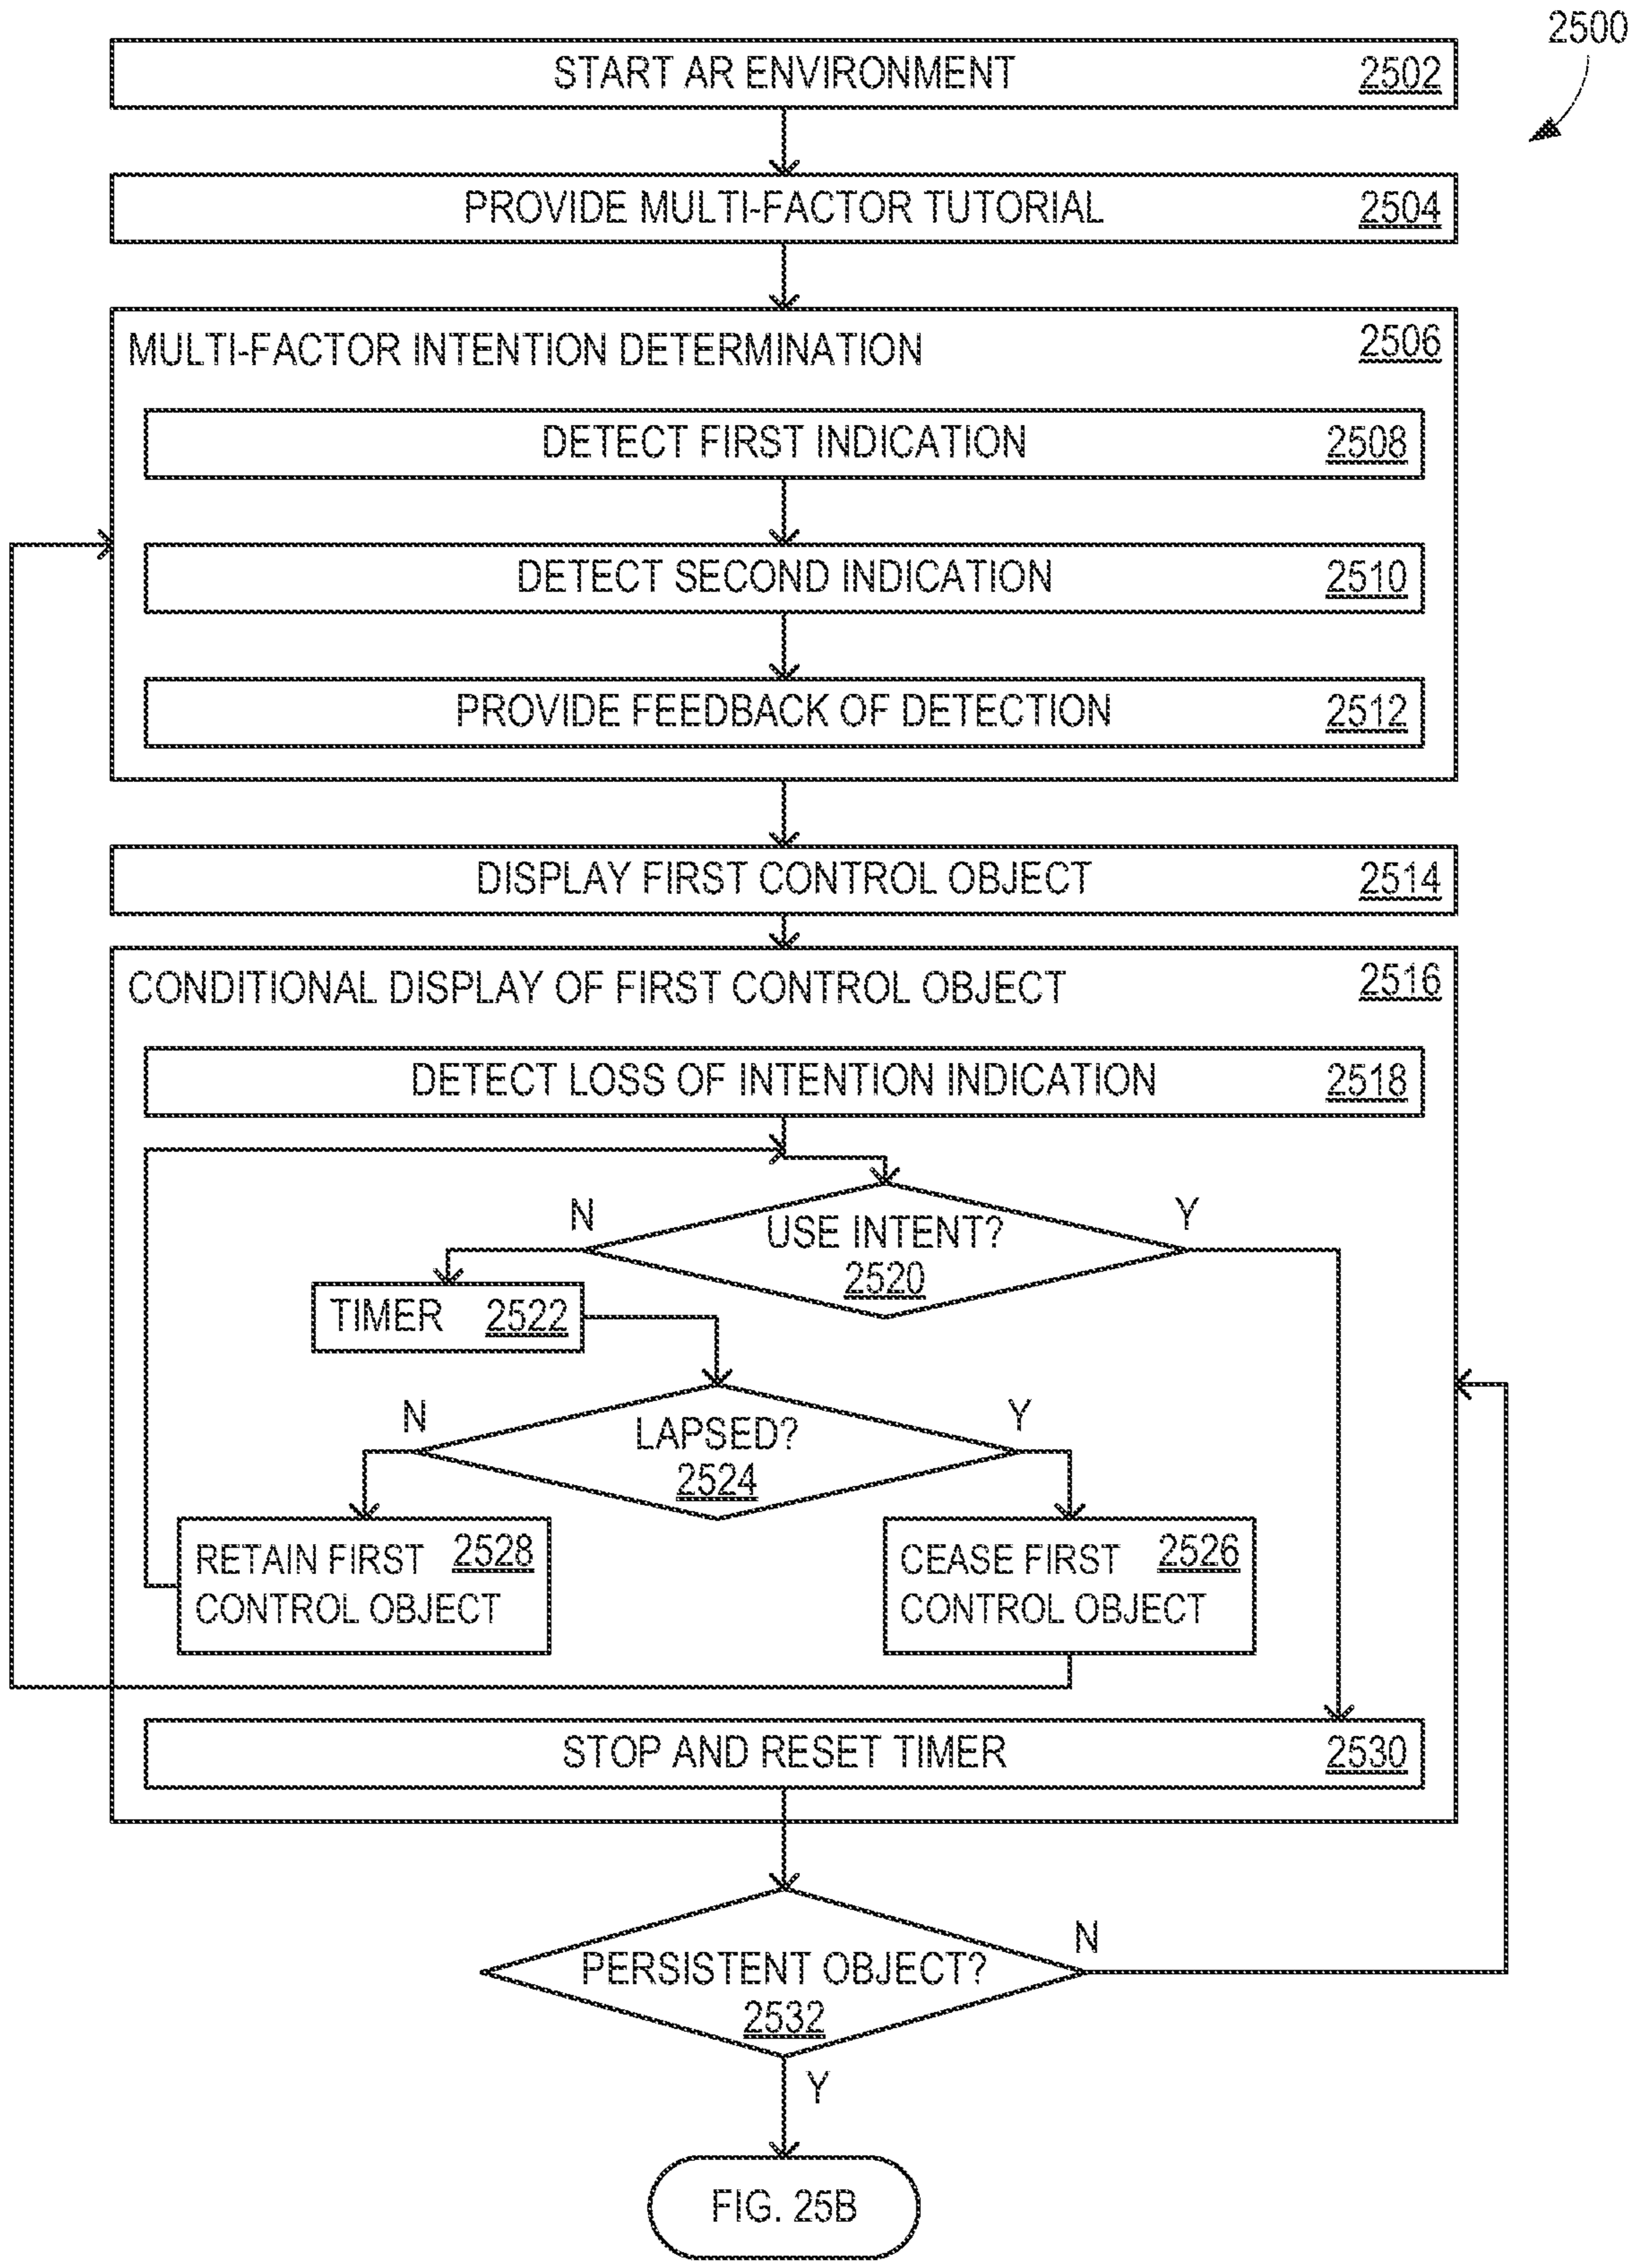 2500
START AR ENVIRONMENT 2502
PROVIDE MULTI-FACTOR TUTORIAL 2504
MULTI-FACTOR INTENTION DETERMINATION 2506
DETECT FIRST INDICATION 2508
DETECT SECOND INDICATION 2510
PROVIDE FEEDBACK OF DETECTION 2512
DISPLAY FIRST CONTROL OBJECT 2514
CONDITIONAL DISPLAY OF FIRST CONTROL OBJECT 2516
DETECT LOSS OF INTENTION INDICATION 2518
N
Y
USE INTENT?
2520
TIMER 2522
N
Y
LAPSED?
2524
RETAIN FIRST 2528
CONTROL OBJECT
CEASE FIRST 2526
CONTROL OBJECT
STOP AND RESET TIMER 2530
N
PERSISTENT OBJECT?
2532
Y
FIG. 25B